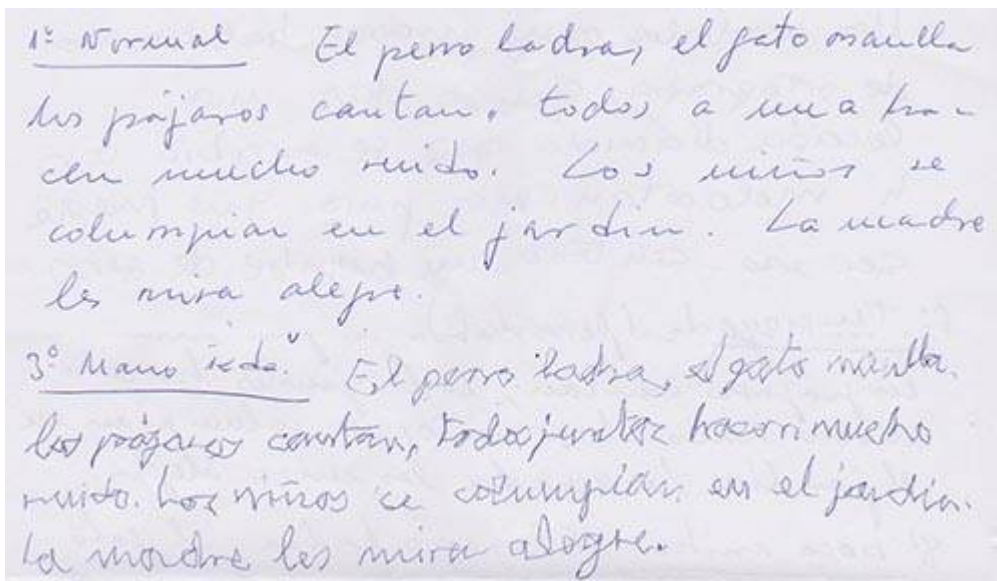 1º Normal El perro ladra, el gato maulla
los pájaros cantan. todos a una ha-
cen mucho ruido. Los niños se
columpian en el jardin. La madre
les mira alegre.
3º Mano izda. El perro ladra, el gato maulla.
los pájaros cantan, todos juntos hacen mucho
ruido. Los niños se columpian en el jardin.
La madre les mira alegre.